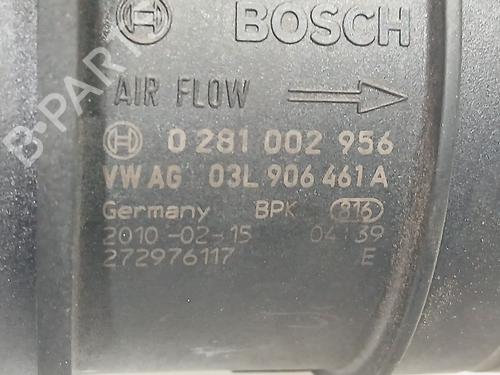 BOSCH
AIR FLOW
0 281 002 956
VW AG 03L 906 461 A
Germany BPK 816
2010-02-15 04:39
272976117 E
B-PARTS